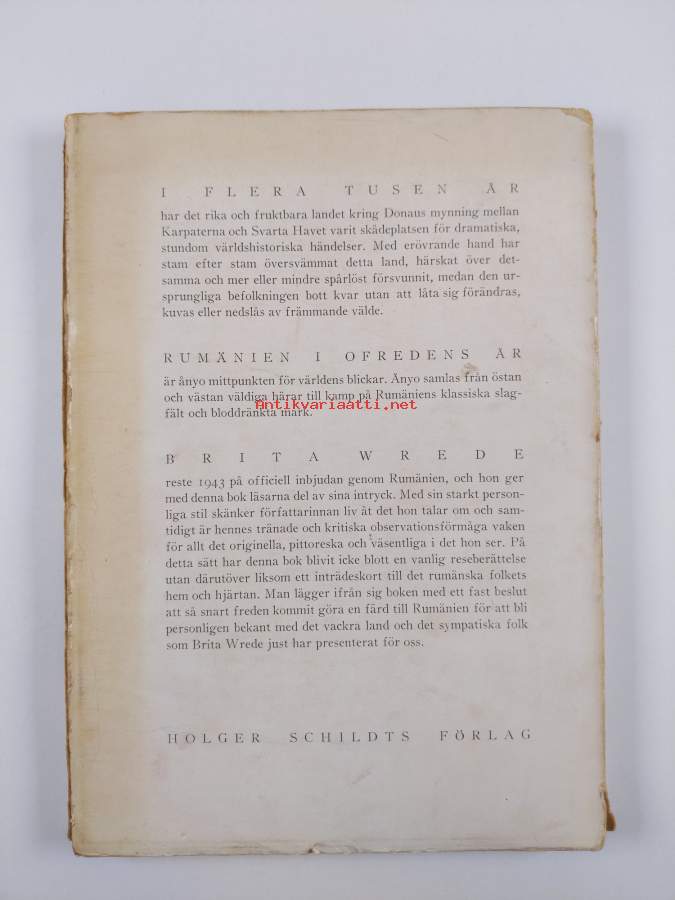 I FLERA TUSEN ÅR
har det rika och fruktbara landet kring Donaus mynning mellan
Karpaterna och Svarta Havet varit skådeplatsen för dramatiska,
stundom världshistoriska händelser. Med erövrande hand har
stam efter stam översvämmat detta land, härskat över det-
samma och mer eller mindre spårlöst försvunnit, medan den ur-
sprungliga befolkningen bott kvar utan att låta sig förändras,
kuvas eller nedslås av främmande välde.
RUMÄNIEN I OFREDENS ÅR
är ånyo mittpunkten för världens blickar. Ånyo samlas från östan
och västan väldiga härar till kamp på Rumäniens klassiska slag-
fält och bloddränkta mark.
Antikvariaatti.net
BRITA WREDE
reste 1943 på officiell inbjudan genom Rumänien, och hon ger
med denna bok läsarna del av sina intryck. Med sin starkt person-
liga stil skänker författarinnan liv åt det hon talar om och sam-
tidigt är hennes tränade och kritiska observationsförmåga vaken
för allt det originella, pittoreska och väsentliga i det hon ser. På
detta sätt har denna bok blivit icke blott en vanlig reseberättelse
utan därutöver liksom ett inträdeskort till det rumänska folkets
hem och hjärtan. Man lägger ifrån sig boken med ett fast beslut
att så snart freden kommit göra en färd till Rumänien för att bli
personligen bekant med det vackra land och det sympatiska folk
som Brita Wrede just har presenterat för oss.
HOLGER SCHILDTS FÖRLAG